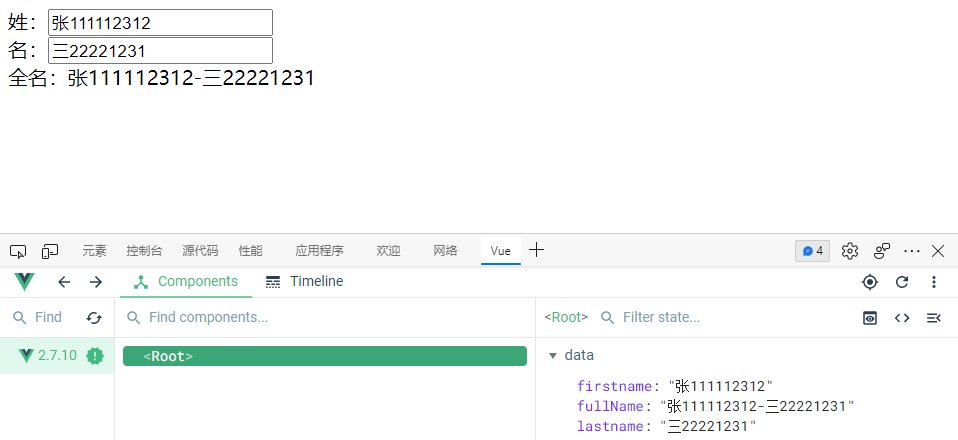 姓：张111112312
名：三22221231
全名：张111112312-三22221231
元素 控制台 源代码 性能 应用程序 欢迎 网络 Vue 4
Components Timeline
Find Find components... <Root> Filter state...
2.7.10 <Root> data
firstname: "张111112312"
fullName: "张111112312-三22221231"
lastname: "三22221231"